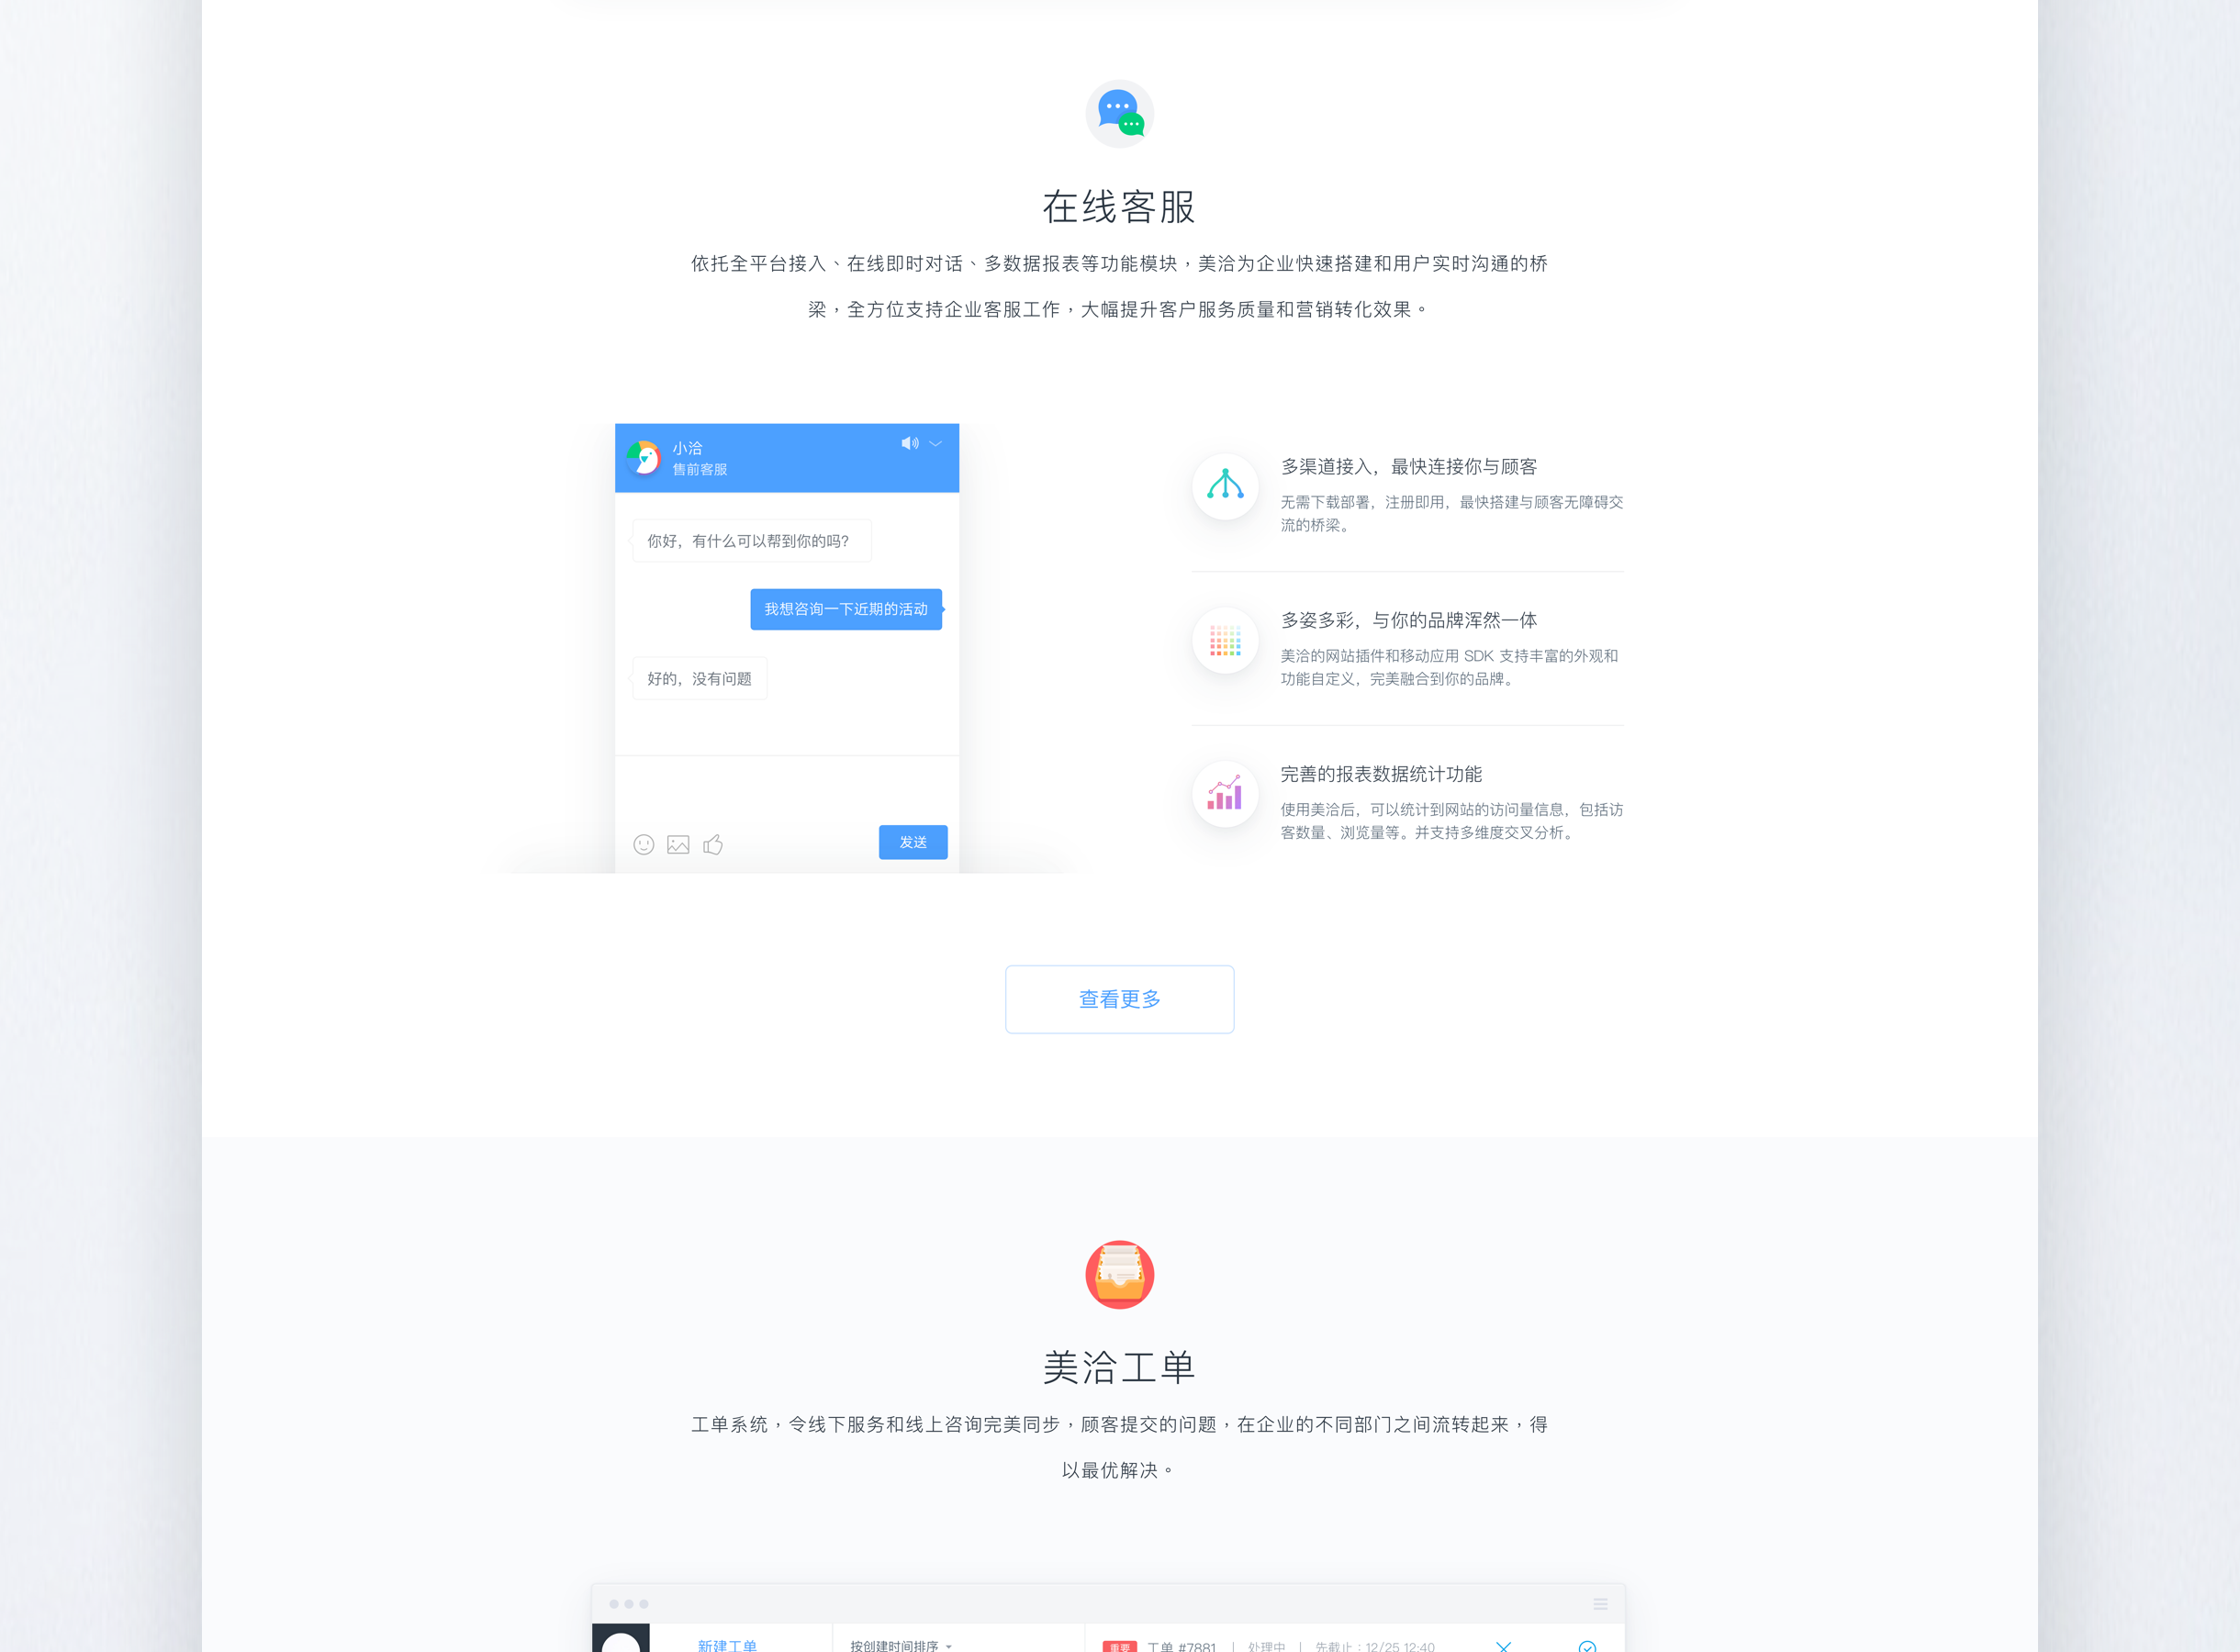 在线客服
依托全平台接入、在线即时对话、多数据报表等功能模块，美洽为企业快速搭建和用户实时沟通的桥
梁，全方位支持企业客服工作，大幅提升客户服务质量和营销转化效果。
小洽
售前客服
你好，有什么可以帮到你的吗?
我想咨询一下近期的活动
好的，没有问题
发送
多渠道接入，最快连接你与顾客
无需下载部署，注册即用，最快搭建与顾客无障碍交
流的桥梁。
多姿多彩，与你的品牌浑然一体
美洽的网站插件和移动应用 SDK 支持丰富的外观和
功能自定义，完美融合到你的品牌。
完善的报表数据统计功能
使用美洽后，可以统计到网站的访问量信息，包括访
客数量、浏览量等。并支持多维度交叉分析。
查看更多
美洽工单
工单系统，令线下服务和线上咨询完美同步，顾客提交的问题，在企业的不同部门之间流转起来，得
以最优解决。
新建工单
按创建时间排序
重要 工单 #7881 | 处理中 | 先截止：12/25 12:40